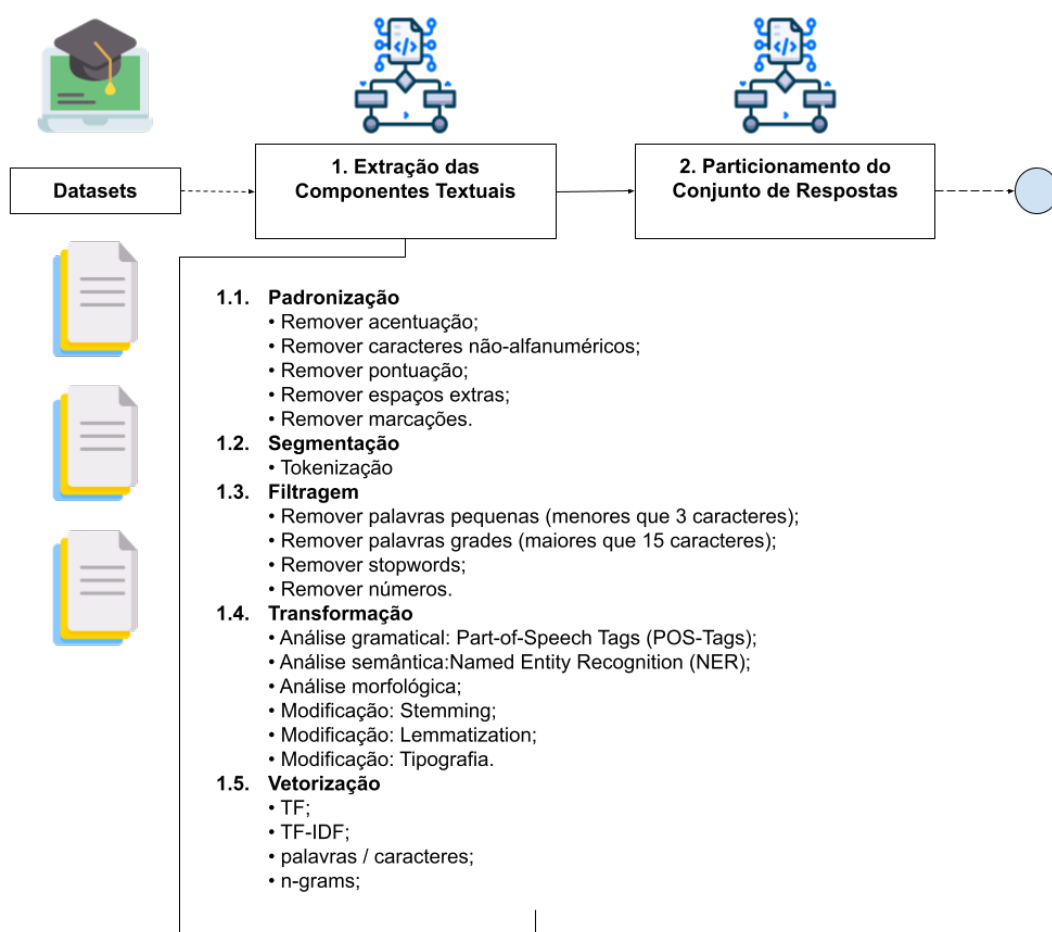 Datasets
1. Extração das
Componentes Textuais
2. Particionamento do
Conjunto de Respostas
1.1. Padronização
• Remover acentuação;
• Remover caracteres não-alfanuméricos;
• Remover pontuação;
• Remover espaços extras;
• Remover marcações.
1.2. Segmentação
• Tokenização
1.3. Filtragem
• Remover palavras pequenas (menores que 3 caracteres);
• Remover palavras grades (maiores que 15 caracteres);
• Remover stopwords;
• Remover números.
1.4. Transformação
• Análise gramatical: Part-of-Speech Tags (POS-Tags);
• Análise semântica:Named Entity Recognition (NER);
• Análise morfológica;
• Modificação: Stemming;
• Modificação: Lemmatization;
• Modificação: Tipografia.
1.5. Vetorização
• TF;
• TF-IDF;
• palavras / caracteres;
• n-grams;